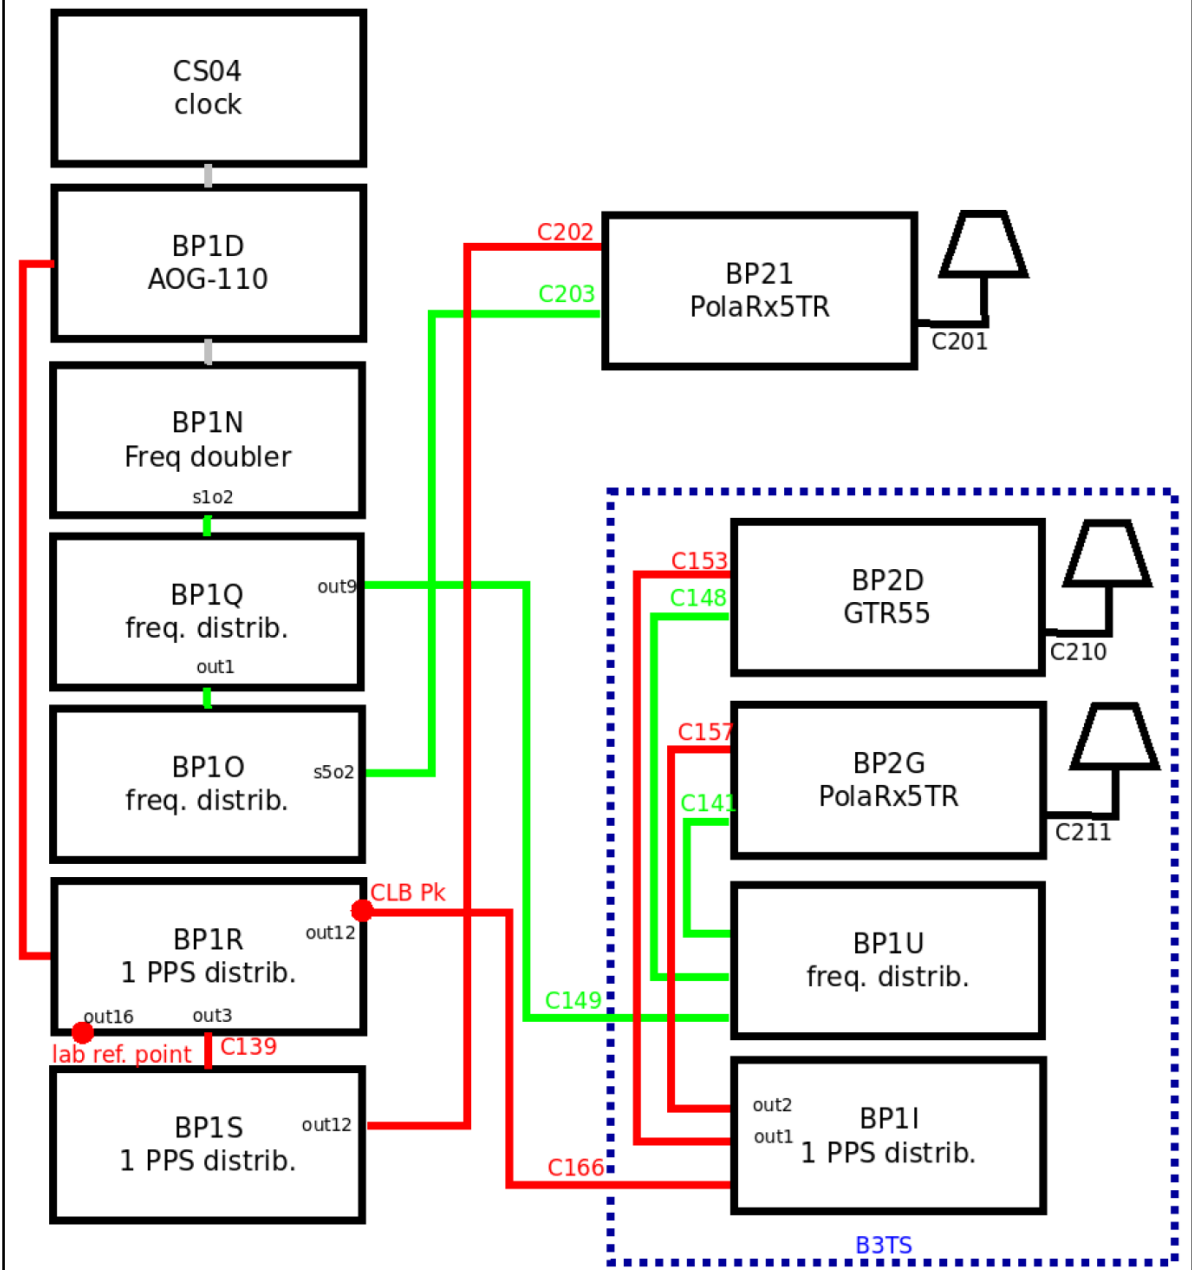 CS04
clock
BP1D
AOG-110
BP1N
Freq doubler
s1o2
BP1Q
freq. distrib.
out9
out1
BP1O
freq. distrib.
s5o2
CLB Pk
out12
BP1R
1 PPS distrib.
out16
out3
lab ref. point
C139
BP1S
1 PPS distrib.
out12
C202
C203
BP21
PolaRx5TR
C201
C153
C148
BP2D
GTR55
C210
C157
C141
BP2G
PolaRx5TR
C211
BP1U
freq. distrib.
C149
out2
out1
BP1I
1 PPS distrib.
C166
B3TS